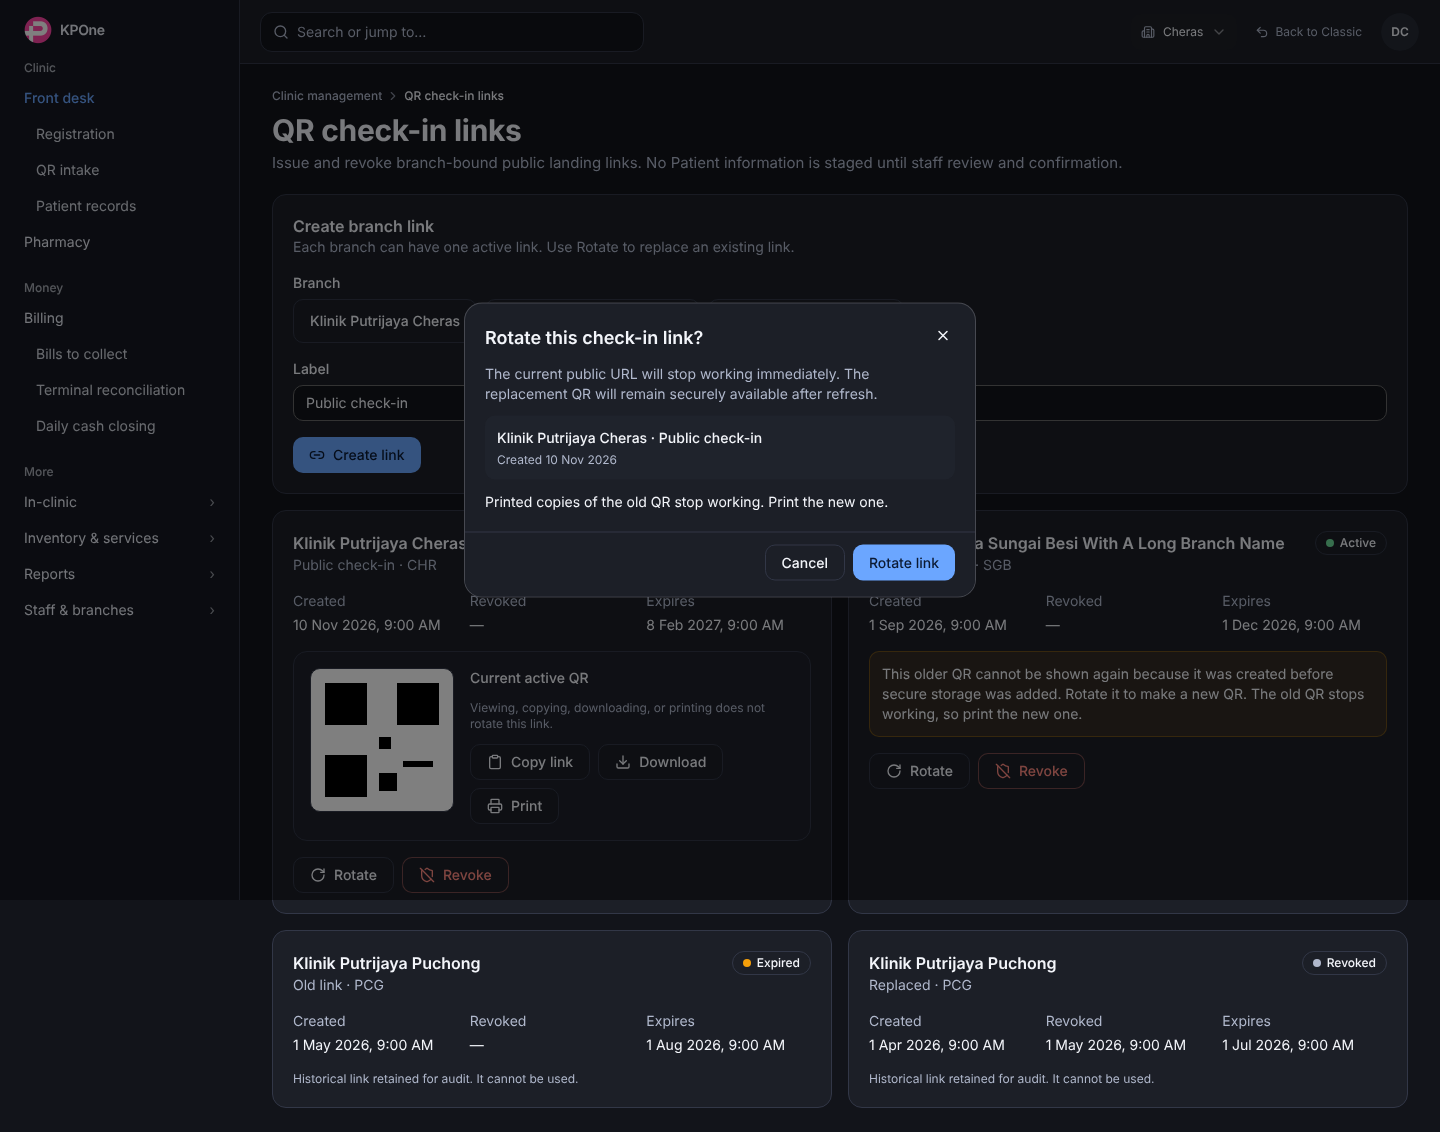 KPOne
Search or jump to...
Cheras
Back to Classic
DC
Clinic
Front desk
Registration
QR intake
Patient records
Pharmacy
Money
Billing
Bills to collect
Terminal reconciliation
Daily cash closing
More
In-clinic
Inventory & services
Reports
Staff & branches
Clinic management
QR check-in links
QR check-in links
Issue and revoke branch-bound public landing links. No Patient information is staged until staff review and confirmation.
Create branch link
Each branch can have one active link. Use Rotate to replace an existing link.
Branch
Klinik Putrijaya Cheras
Label
Public check-in
Create link
Rotate this check-in link?
The current public URL will stop working immediately. The
replacement QR will remain securely available after refresh.
Klinik Putrijaya Cheras · Public check-in
Created 10 Nov 2026
Printed copies of the old QR stop working. Print the new one.
Cancel
Rotate link
Klinik Putrijaya Cheras
Public check-in · CHR
Created
Revoked
Expires
10 Nov 2026, 9:00 AM
—
8 Feb 2027, 9:00 AM
Current active QR
Viewing, copying, downloading, or printing does not
rotate this link.
Copy link
Download
Print
Rotate
Revoke
a Sungai Besi With A Long Branch Name
Active
· SGB
Created
Revoked
Expires
1 Sep 2026, 9:00 AM
—
1 Dec 2026, 9:00 AM
This older QR cannot be shown again because it was created before
secure storage was added. Rotate it to make a new QR. The old QR stops
working, so print the new one.
Rotate
Revoke
Klinik Putrijaya Puchong
Expired
Old link · PCG
Created
Revoked
Expires
1 May 2026, 9:00 AM
—
1 Aug 2026, 9:00 AM
Historical link retained for audit. It cannot be used.
Klinik Putrijaya Puchong
Revoked
Replaced · PCG
Created
Revoked
Expires
1 Apr 2026, 9:00 AM
1 May 2026, 9:00 AM
1 Jul 2026, 9:00 AM
Historical link retained for audit. It cannot be used.